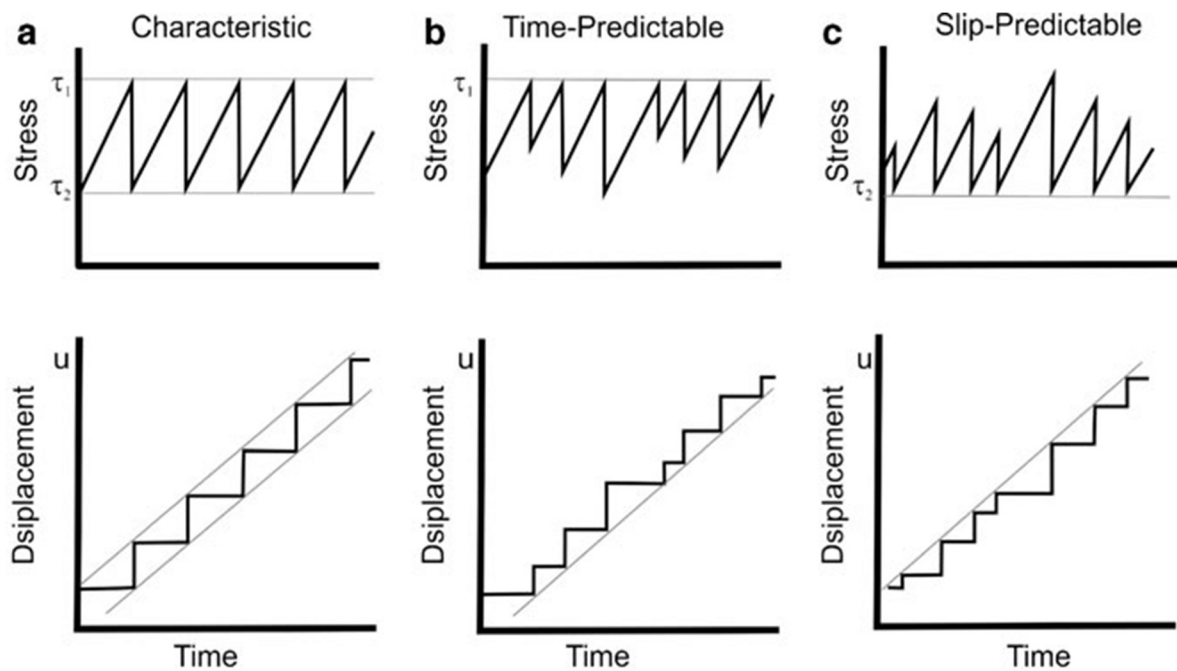 a Characteristic
τ₁
Stress
τ₂
b Time-Predictable
τ₁
Stress
c Slip-Predictable
Stress
τ₂
u
Dsiplacement
Time
u
Dsiplacement
Time
u
Dsiplacement
Time